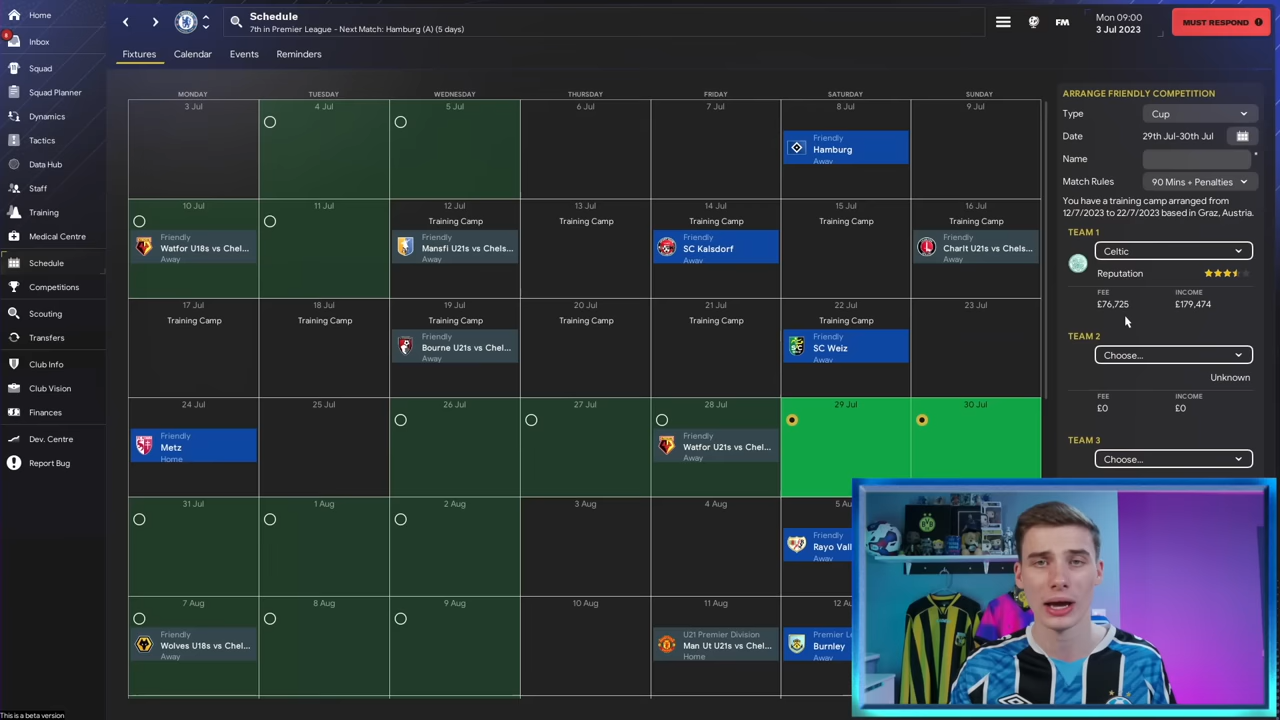 Home
Inbox
Squad
Squad Planner
Dynamics
Tactics
Data Hub
Staff
Training
Medical Centre
Schedule
Competitions
Scouting
Transfers
Club Info
Club Vision
Finances
Dev. Centre
Report Bug
This is a beta version
Schedule
7th in Premier League - Next Match: Hamburg (A) (5 days)
FM
Mon 09:00
3 Jul 2023
MUST RESPOND
Fixtures Calendar Events Reminders
MONDAY TUESDAY WEDNESDAY THURSDAY FRIDAY SATURDAY SUNDAY
3 Jul 4 Jul 5 Jul 6 Jul 7 Jul 8 Jul 9 Jul
Friendly
Hamburg
Away
10 Jul 11 Jul 12 Jul 13 Jul 14 Jul 15 Jul 16 Jul
Training Camp Training Camp Training Camp Training Camp Training Camp
Friendly Friendly Friendly Friendly
Watfor U18s vs Chel... Mansfi U21s vs Chels... SC Kalsdorf Charlt U21s vs Chels...
Away Away Away Away
17 Jul 18 Jul 19 Jul 20 Jul 21 Jul 22 Jul 23 Jul
Training Camp Training Camp Training Camp Training Camp Training Camp Training Camp
Friendly Friendly
Bourne U21s vs Chel... SC Weiz
Away Away
24 Jul 25 Jul 26 Jul 27 Jul 28 Jul 29 Jul 30 Jul
Friendly Friendly
Metz Watfor U21s vs Chel...
Home Away
31 Jul 1 Aug 2 Aug 3 Aug 4 Aug 5 Au
Friendly
Rayo Vall
Away
7 Aug 8 Aug 9 Aug 10 Aug 11 Aug 12 Au
Friendly U21 Premier Division Premier Le
Wolves U18s vs Chel... Man Ut U21s vs Chel... Burnley
Away Home Away
ARRANGE FRIENDLY COMPETITION
Type Cup
Date 29th Jul-30th Jul
Name *
Match Rules 90 Mins + Penalties
You have a training camp arranged from
12/7/2023 to 22/7/2023 based in Graz, Austria.
TEAM 1
Celtic
Reputation
FEE INCOME
£76,725 £179,474
TEAM 2
Choose...
Unknown
FEE INCOME
£0 £0
TEAM 3
Choose...